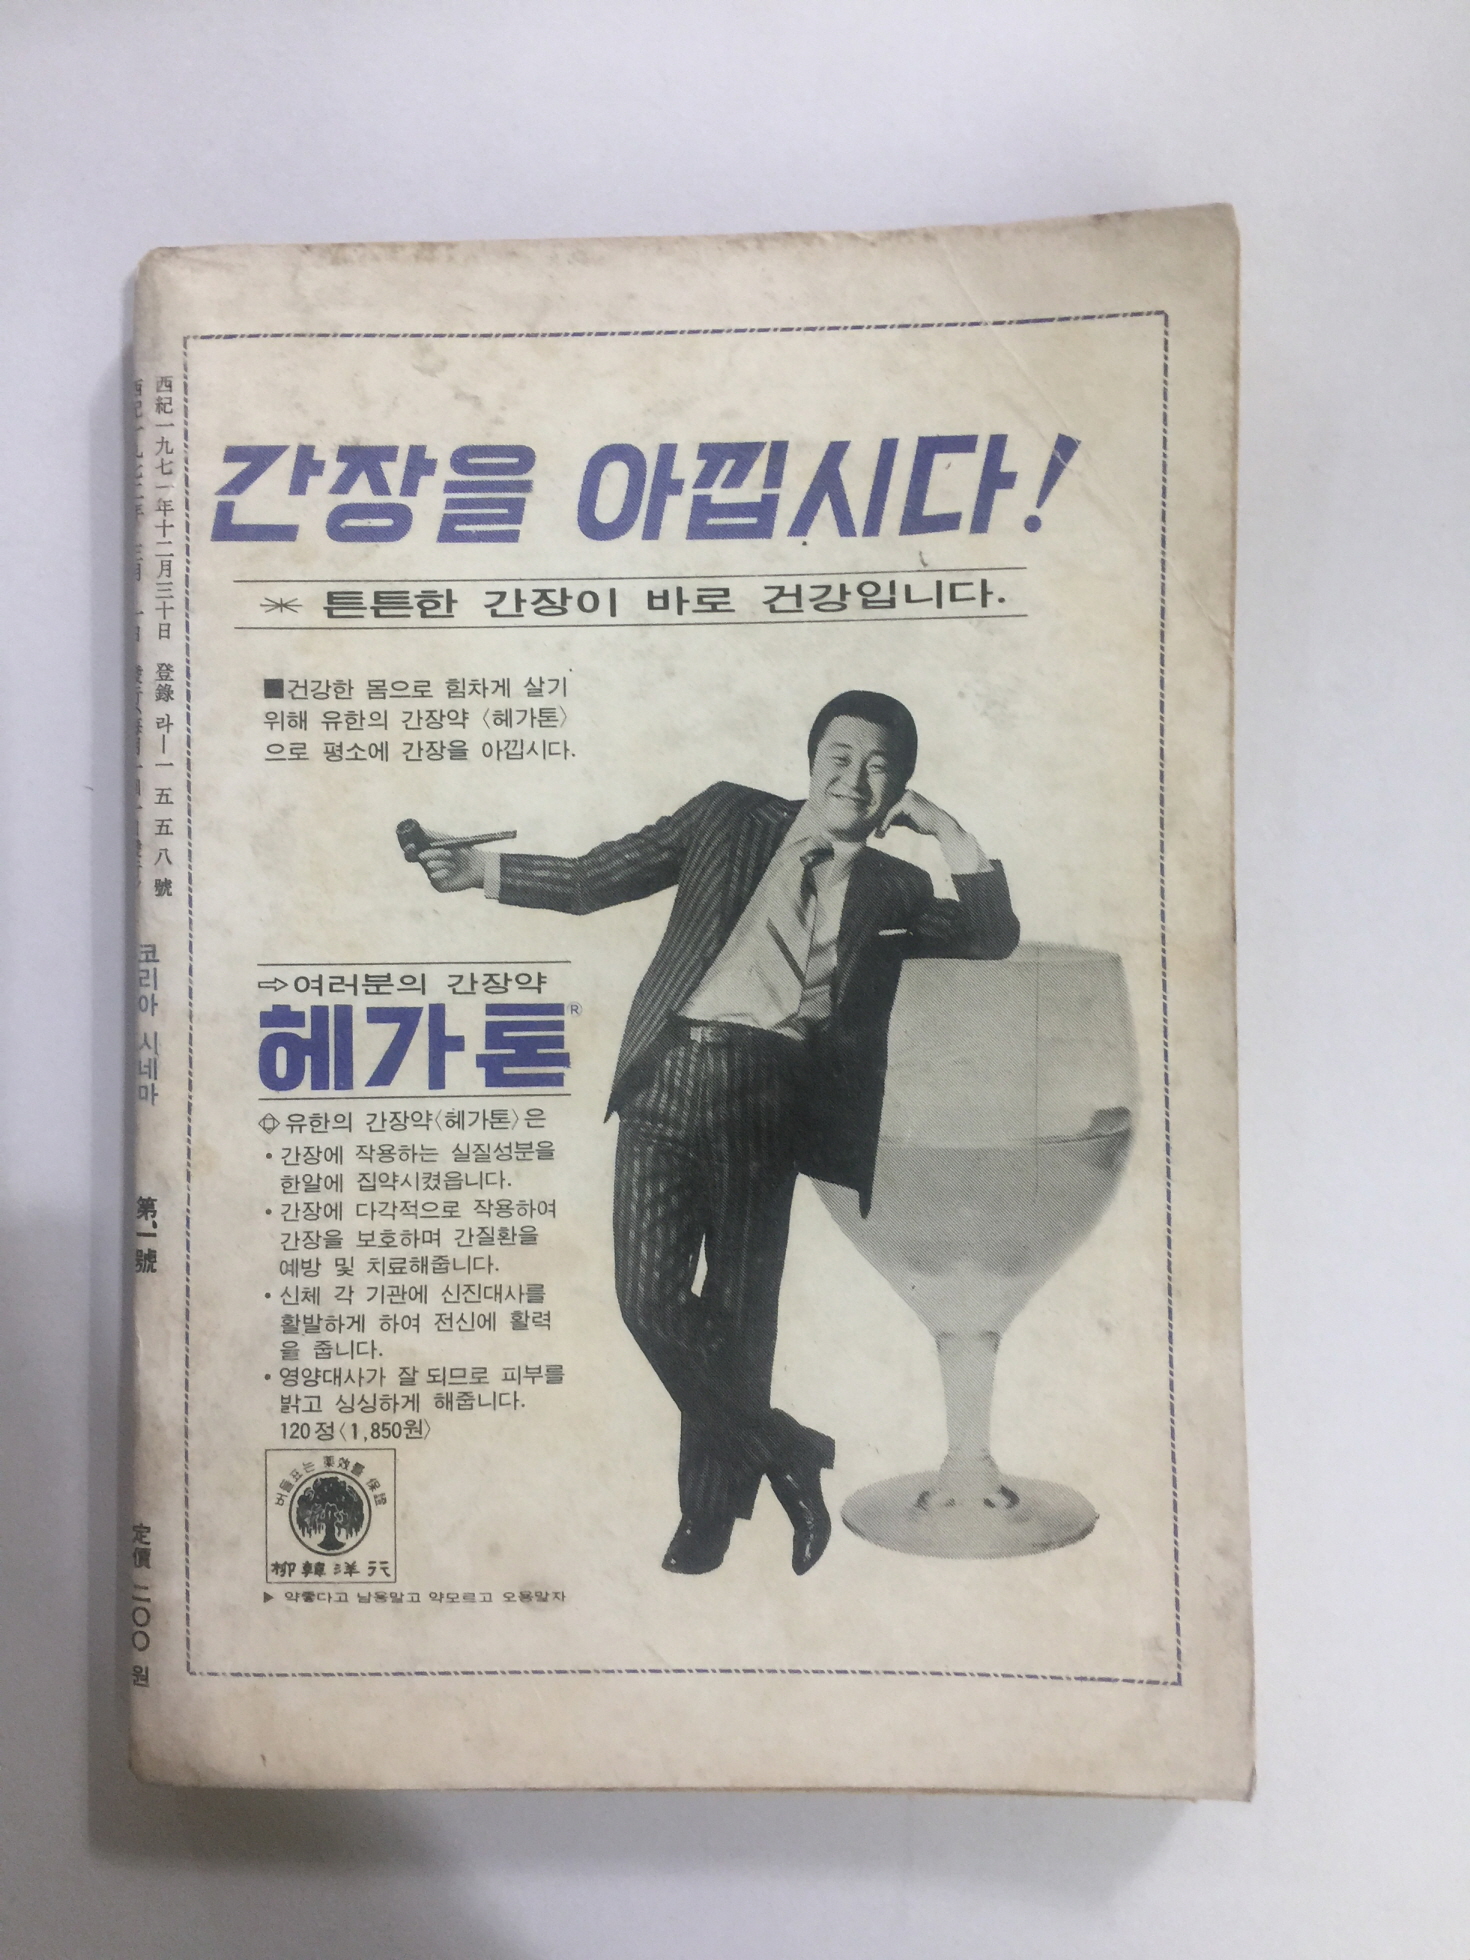 간장을 아낍시다!
튼튼한 간장이 바로 건강입니다.
■건강한 몸으로 힘차게 살기
위해 유한의 간장약 〈헤가톤〉
으로 평소에 간장을 아낍시다.
⇨여러분의 간장약
헤가톤®
유한의 간장약〈헤가톤〉은
• 간장에 작용하는 실질성분을
한알에 집약시켰읍니다.
• 간장에 다각적으로 작용하여
간장을 보호하며 간질환을
예방 및 치료해줍니다.
• 신체 각 기관에 신진대사를
활발하게 하여 전신에 활력
을 줍니다.
• 영양대사가 잘 되므로 피부를
밝고 싱싱하게 해줍니다.
120정〈1,850원〉
버들표는 藥效를 保證
柳韓洋行
▶ 약좋다고 남용말고 약모르고 오용말자
西紀一九七一年十二月三十日 登錄 라—一五五八號
코리아 시네마 第一號 定價 二〇〇원